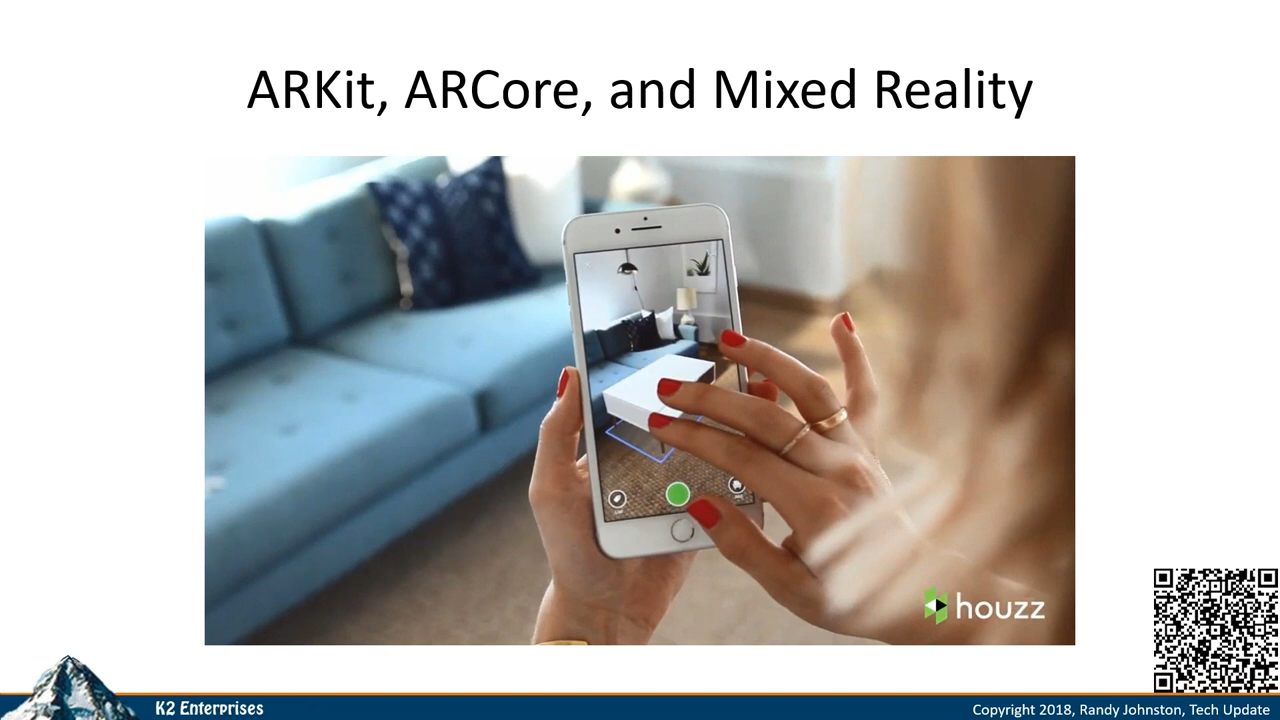 ARKit, ARCore, and Mixed Reality
houzz
K2 Enterprises
Copyright 2018, Randy Johnston, Tech Update